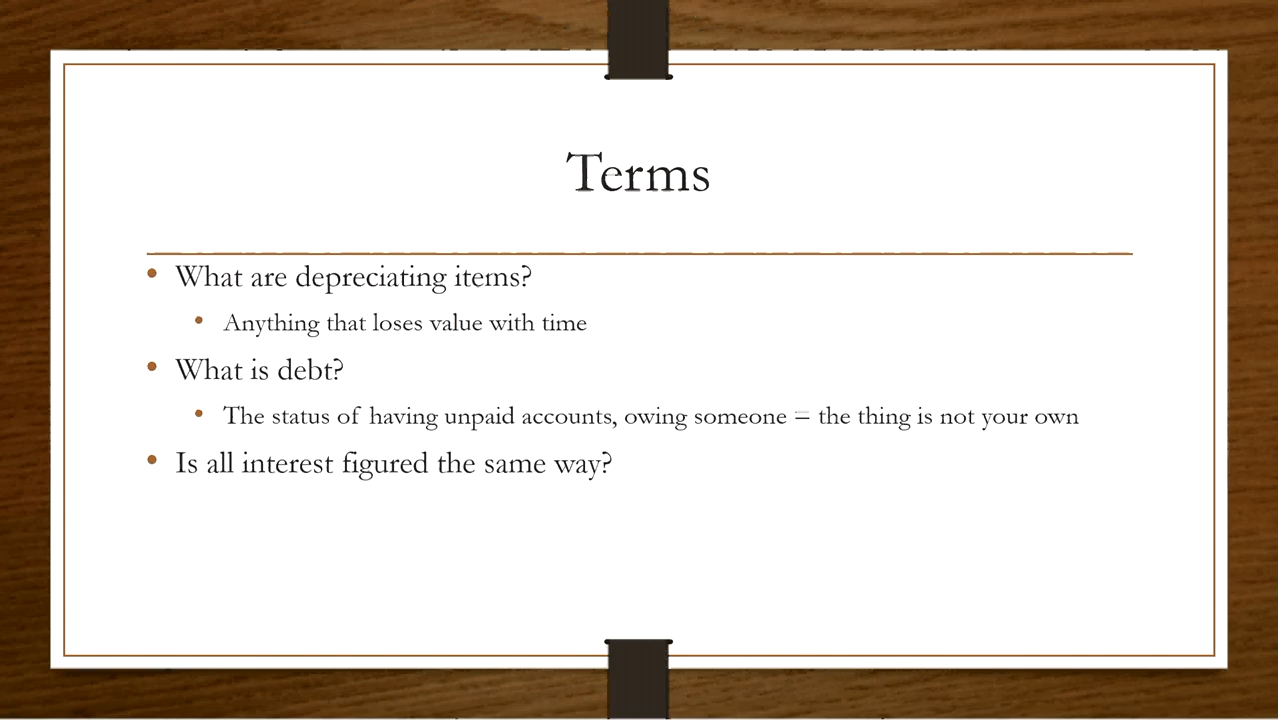 Terms
What are depreciating items?
Anything that loses value with time
What is debt?
The status of having unpaid accounts, owing someone = the thing is not your own
Is all interest figured the same way?